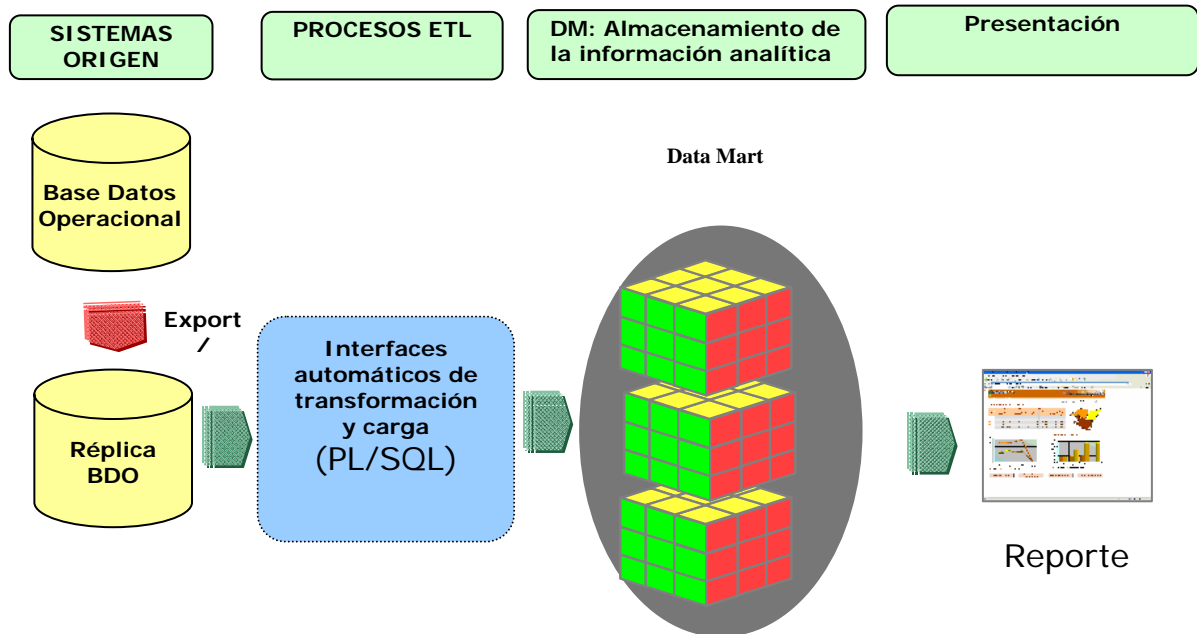 SISTEMAS
ORIGEN
PROCESOS ETL
DM: Almacenamiento de
la información analítica
Presentación
Base Datos
Operacional
Data Mart
Export
/
Réplica
BDO
Interfaces
automáticos de
transformación
y carga
(PL/SQL)
Reporte